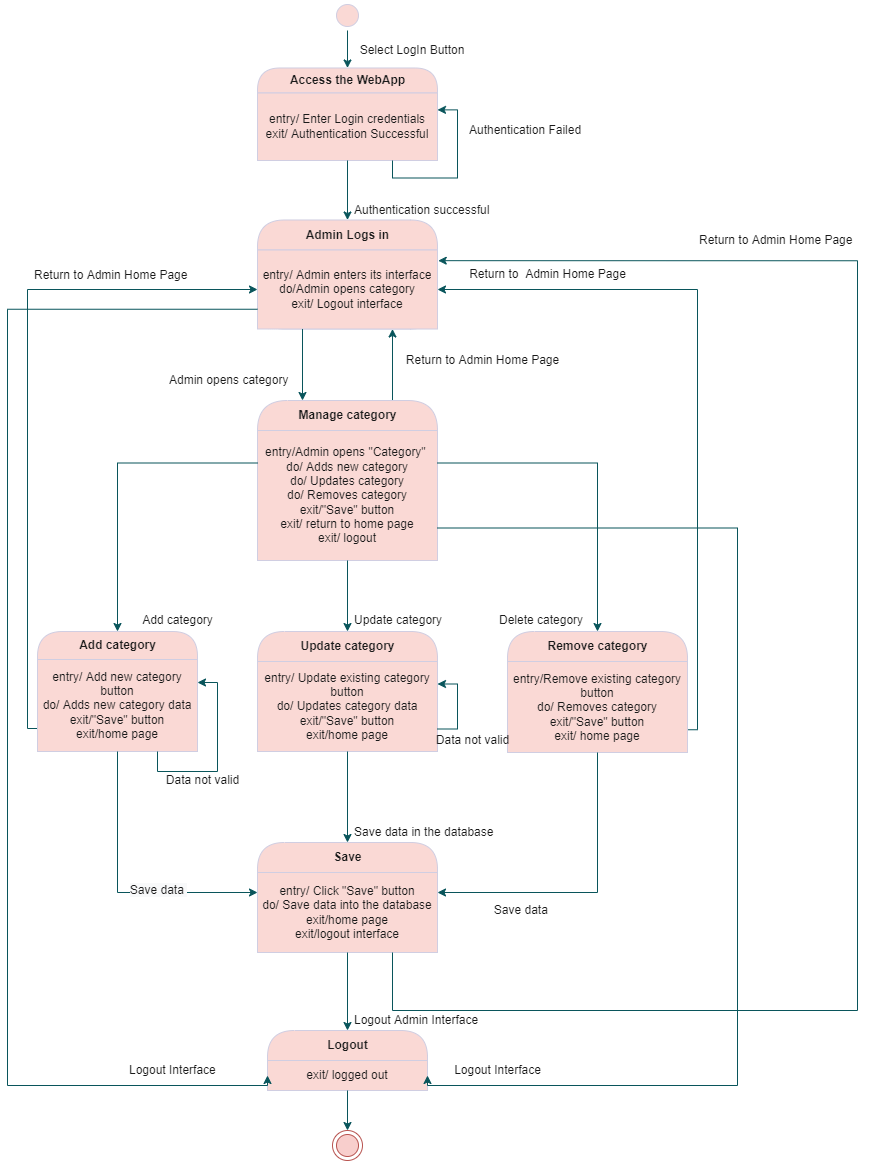 Select LogIn Button
Access the WebApp
entry/ Enter Login credentials
exit/ Authentication Successful
Authentication Failed
Authentication successful
Admin Logs in
Return to Admin Home Page
Return to Admin Home Page
Return to  Admin Home Page
entry/ Admin enters its interface
do/Admin opens category
exit/ Logout interface
Return to Admin Home Page
Admin opens category
Manage category
entry/Admin opens "Category"
do/ Adds new category
do/ Updates category
do/ Removes category
exit/"Save" button
exit/ return to home page
exit/ logout
Add category
Update category
Delete category
Add category
entry/ Add new category
button
do/ Adds new category data
exit/"Save" button
exit/home page
Data not valid
Update category
entry/ Update existing category
button
do/ Updates category data
exit/"Save" button
exit/home page
Data not valid
Remove category
entry/Remove existing category
button
do/ Removes category
exit/"Save" button
exit/ home page
Save data in the database
Save
entry/ Click "Save" button
do/ Save data into the database
exit/home page
exit/logout interface
Save data
Save data
Logout Admin Interface
Logout
exit/ logged out
Logout Interface
Logout Interface